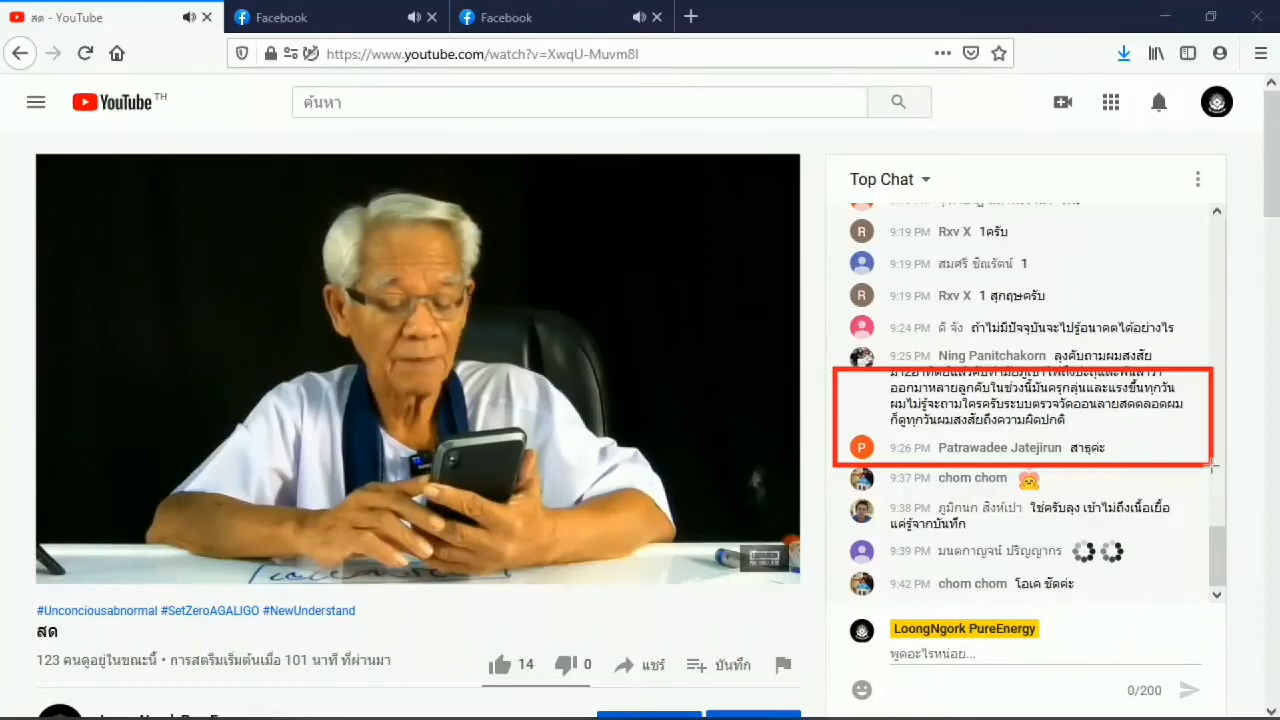 สด - YouTube
Facebook
Facebook
https://www.youtube.com/watch?v=XwqU-Muvm8I
YouTube TH
ค้นหา
Top Chat
9:19 PM Rxv X 1ครับ
9:19 PM สมศรี ชิณรัตน์ 1
9:19 PM Rxv X 1 สุกฤษครับ
9:24 PM ดี จัง ถ้าไม่มีปัจจุบันจะไปรู้อนาคตได้อย่างไร
9:25 PM Ning Panitchakorn ลุงคับถามผมสงสัย
ออกมาหลายลูกคับในช่วงนี้มันครุกลุ่นและแรงขึ้นทุกวัน
ผมไม่รู้จะถามใครครับระบบตรวจวัดออนลายสดตลอดผม
ก็ดูทุกวันผมสงสัยถึงความผิดปกติ
9:26 PM Patrawadee Jatejirun สาธุค่ะ
9:37 PM chom chom
9:38 PM ภูมิกนก สิงห์เปา ใช่ครับลุง เข้าไม่ถึงเนื้อเยื้อ
แค่รู้จากบันทึก
9:39 PM มนตกาญจน์ ปริญญากร
9:42 PM chom chom โอเค ชัดค่ะ
#Unconciousabnormal #SetZeroAGALIGO #NewUnderstand
สด
123 คนดูอยู่ในขณะนี้ • การสตรีมเริ่มต้นเมื่อ 101 นาที ที่ผ่านมา
14
0
แชร์
บันทึก
LoongNgork PureEnergy
พูดอะไรหน่อย...
0/200